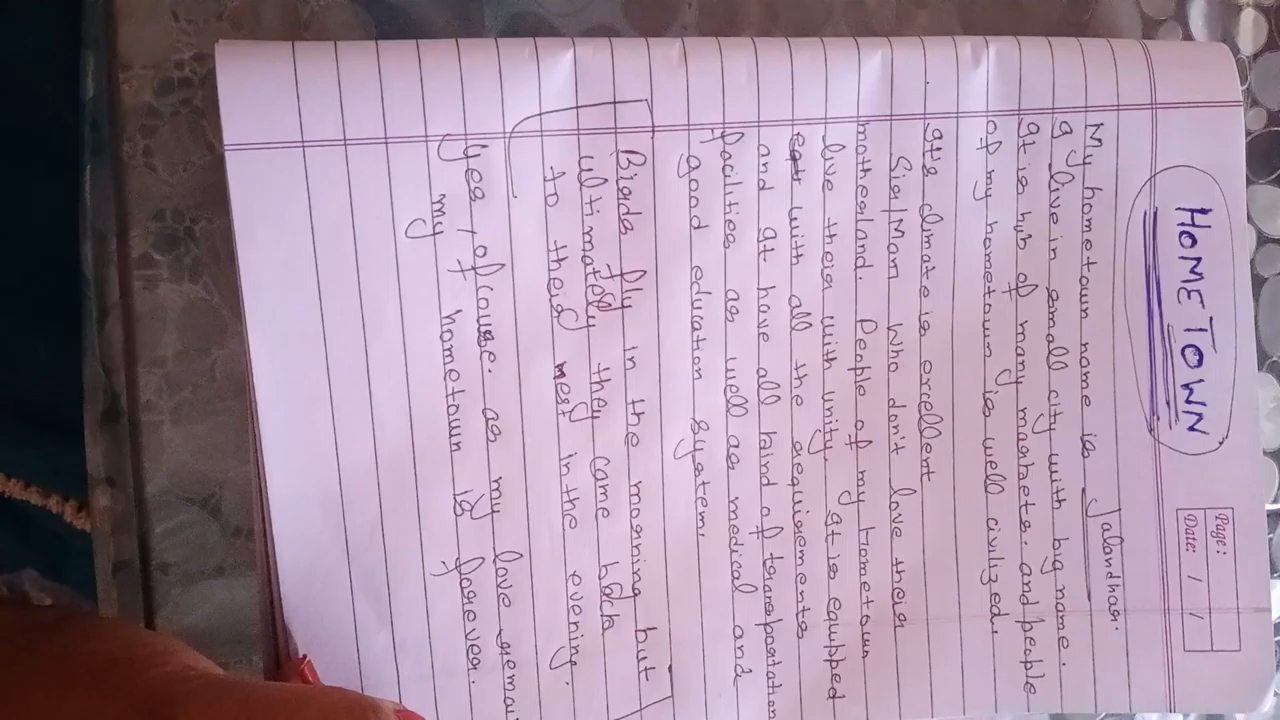 HOMETOWN
Page:
Date: / /
My hometown name is Jalandhar.
I live in small city with big name.
It is hub of many markets. and people
of my hometown is well civilized.
It's climate is excellent
Sir/Mam who don't love their
motherland. People of my hometown
live their with unity. It is equipped
with all the requirements
and It have all kind of transportation
facilities as well as medical and
good education system.
Birds fly in the morning but
ultimately they come back
to their nest in the evening.
Yes, ofcouse. as my love remai
my hometown is forever.